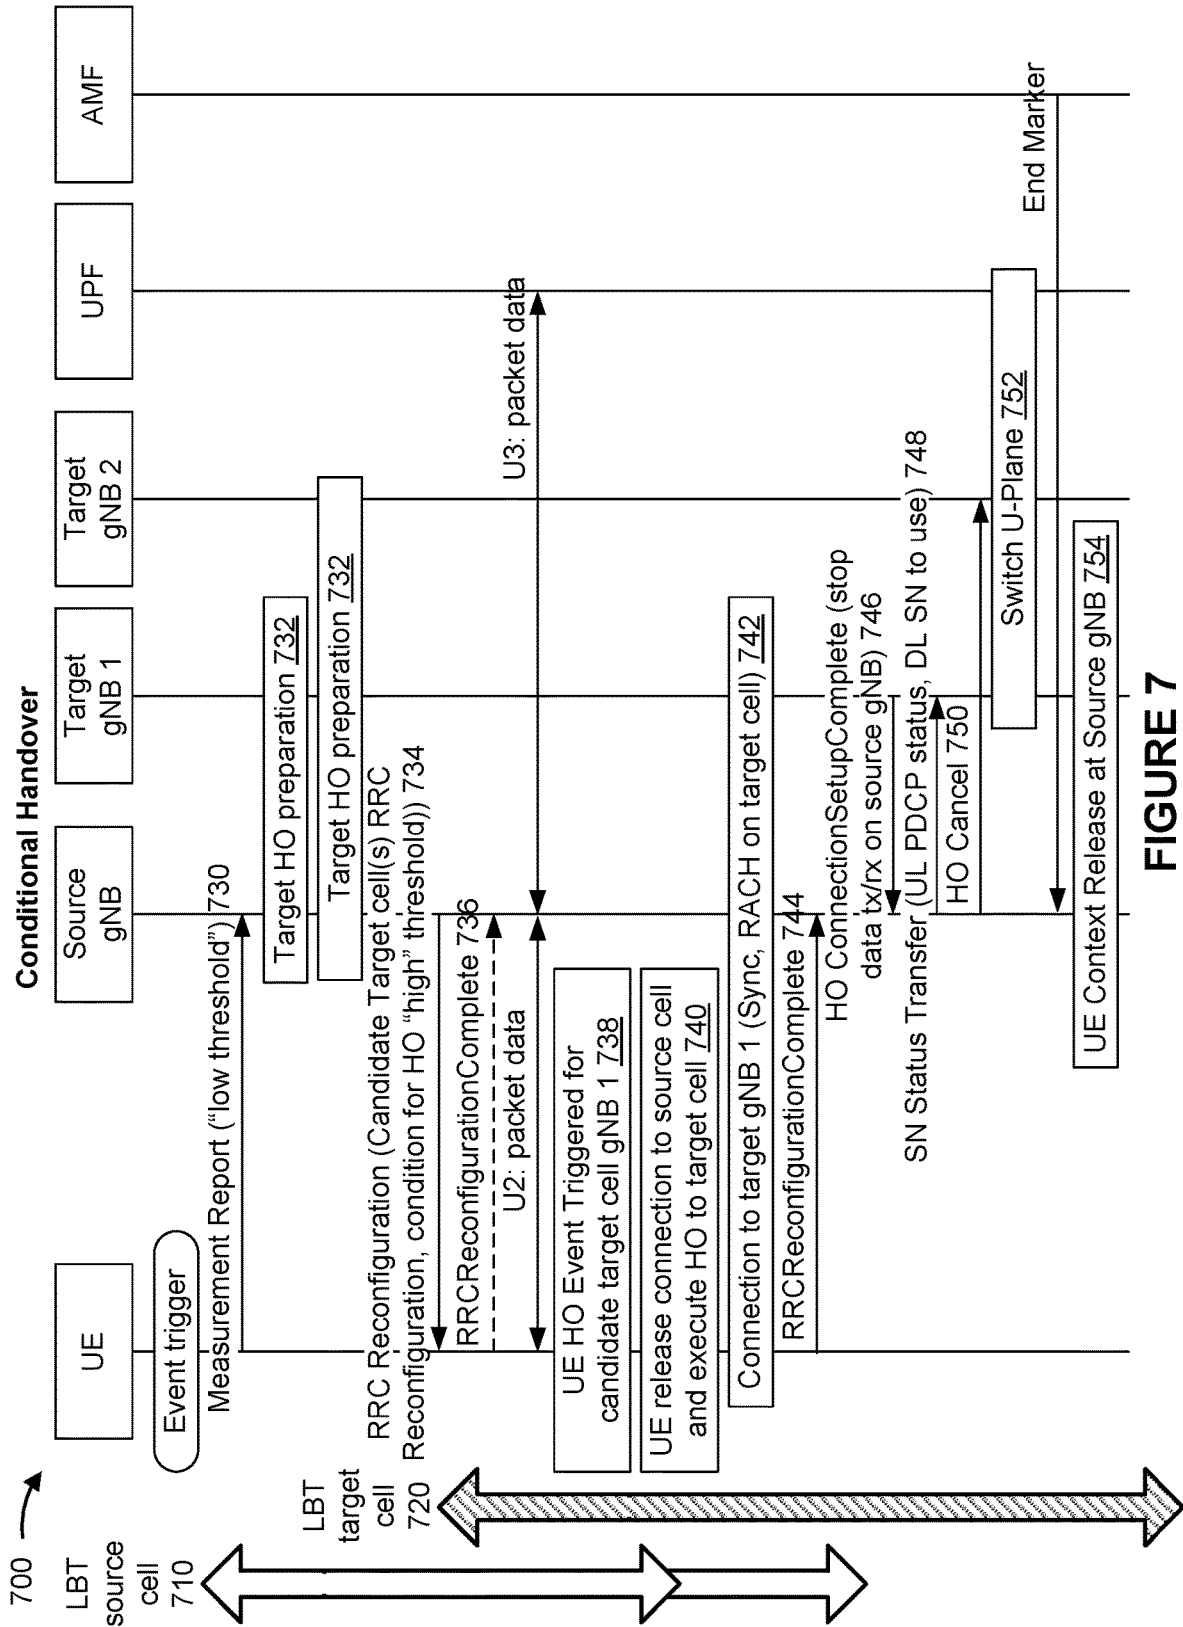 700
Conditional Handover
LBT
source
cell
710
UE
Source
gNB
Target
gNB 1
Target
gNB 2
UPF
AMF
Event trigger
Measurement Report ("low threshold") 730
Target HO preparation 732
Target HO preparation 732
LBT
target
cell
720
RRC Reconfiguration (Candidate Target cell(s) RRC
Reconfiguration, condition for HO "high" threshold)) 734
RRCReconfigurationComplete 736
U2: packet data
U3: packet data
UE HO Event Triggered for
candidate target cell gNB 1 738
UE release connection to source cell
and execute HO to target cell 740
Connection to target gNB 1 (Sync, RACH on target cell) 742
RRCReconfigurationComplete 744
HO ConnectionSetupComplete (stop
data tx/rx on source gNB) 746
SN Status Transfer (UL PDCP status, DL SN to use) 748
HO Cancel 750
Switch U-Plane 752
End Marker
UE Context Release at Source gNB 754
FIGURE 7